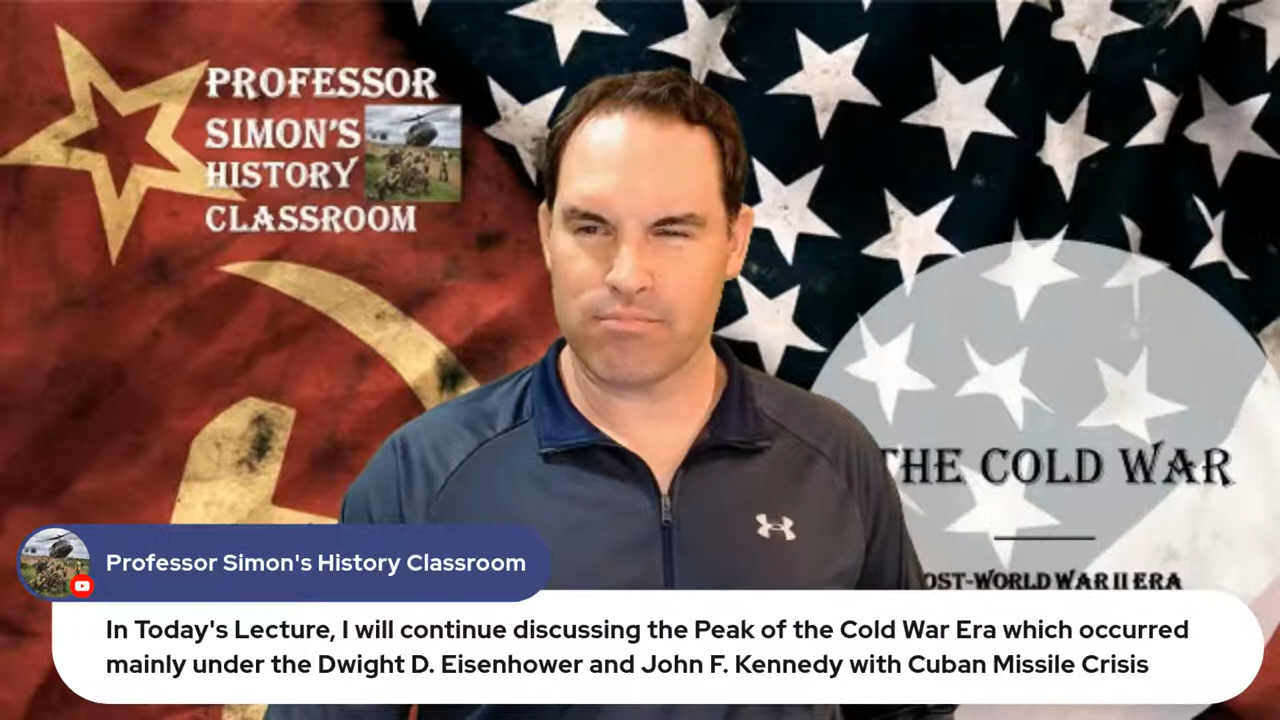 PROFESSOR
SIMON'S
HISTORY
CLASSROOM
THE COLD WAR
OST-WORLD WAR II ERA
Professor Simon's History Classroom
In Today's Lecture, I will continue discussing the Peak of the Cold War Era which occurred
mainly under the Dwight D. Eisenhower and John F. Kennedy with Cuban Missile Crisis